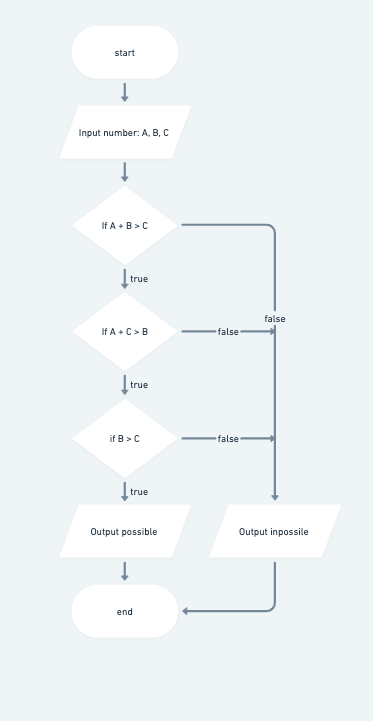 start
Input number: A, B, C
If A + B > C
true
false
If A + C > B
false
true
if B > C
false
true
Output possible
Output inpossile
end